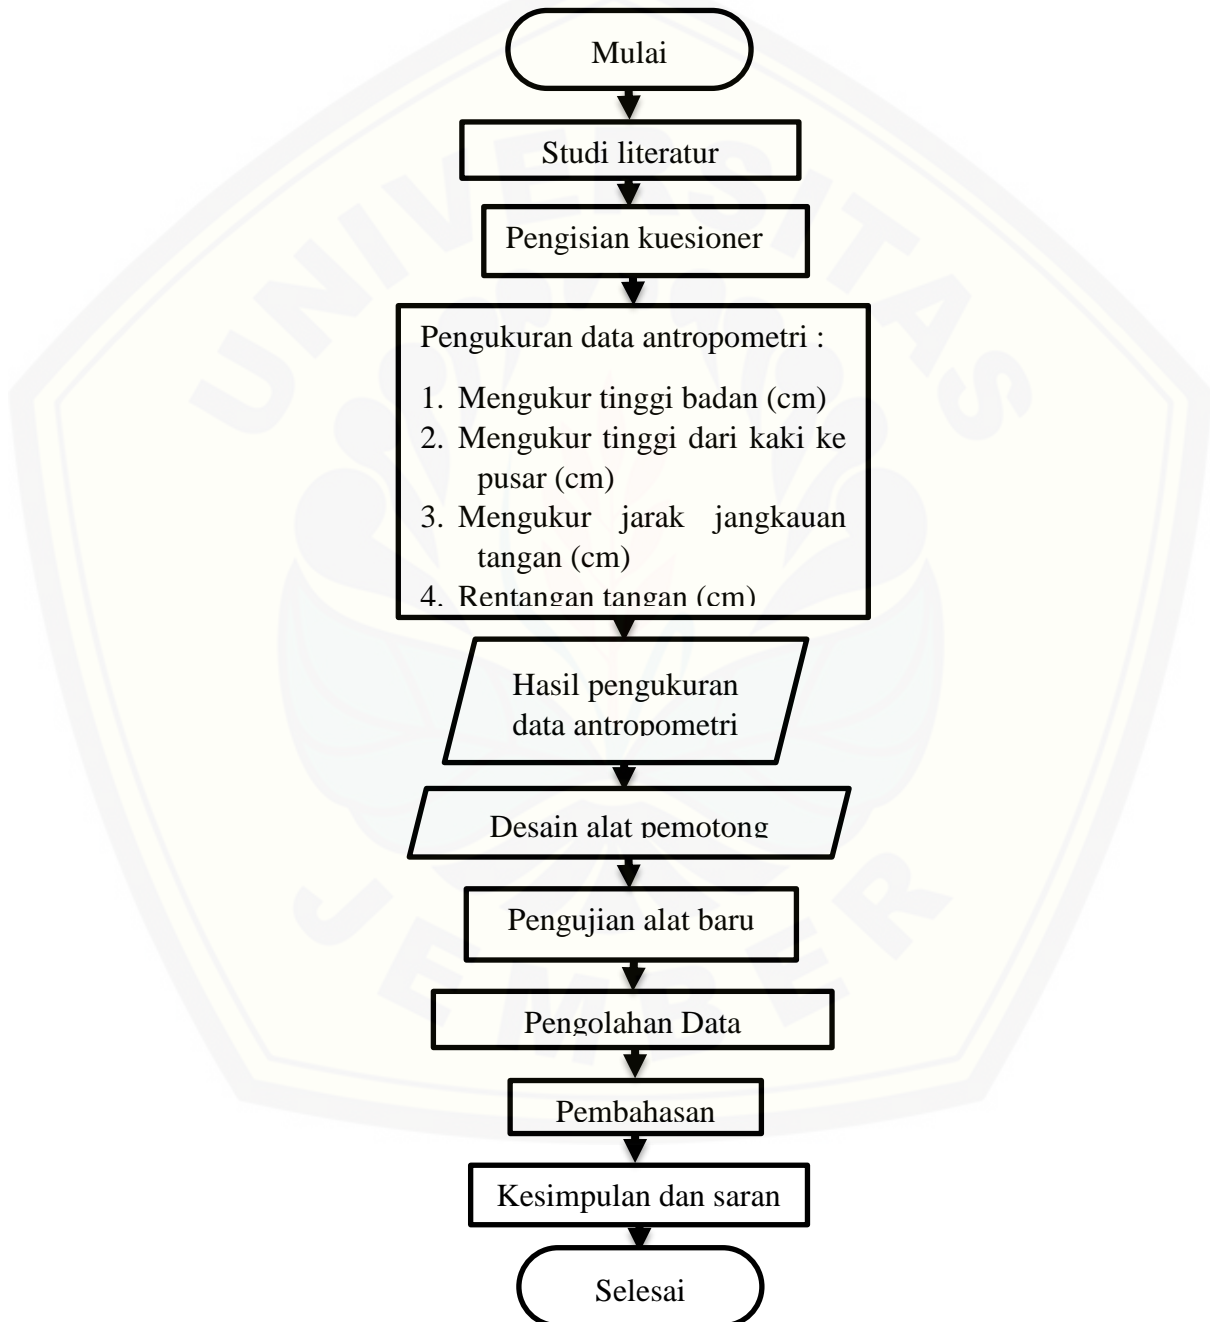 Mulai
Studi literatur
Pengisian kuesioner
Pengukuran data antropometri :
1. Mengukur tinggi badan (cm)
2. Mengukur tinggi dari kaki ke
pusar (cm)
3. Mengukur jarak jangkauan
tangan (cm)
4. Rentangan tangan (cm)
Hasil pengukuran
data antropometri
Desain alat pemotong
Pengujian alat baru
Pengolahan Data
Pembahasan
Kesimpulan dan saran
Selesai
UNIVERSITAS
JEMBER